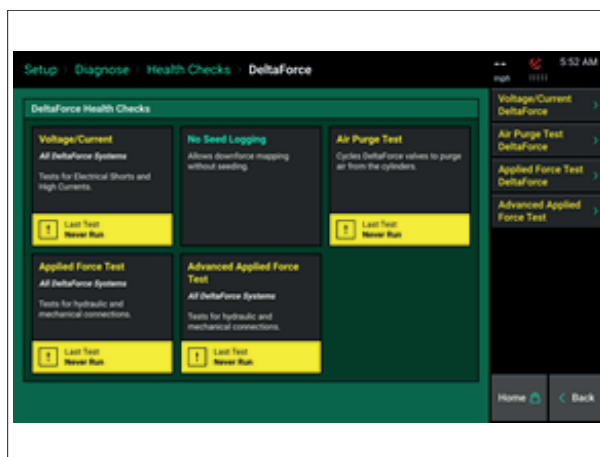 Setup Diagnose Health Checks DeltaForce
-- 5:52 AM
mph
DeltaForce Health Checks
Voltage/Current
All DeltaForce Systems
Tests for Electrical Shorts and
High Currents.
Last Test
Never Run
No Seed Logging
Allows downforce mapping
without seeding.
Air Purge Test
Cycles DeltaForce valves to purge
air from the cylinders.
Last Test
Never Run
Applied Force Test
All DeltaForce Systems
Tests for hydraulic and
mechanical connections.
Last Test
Never Run
Advanced Applied Force
Test
All DeltaForce Systems
Tests for hydraulic and
mechanical connections.
Last Test
Never Run
Voltage/Current
DeltaForce
Air Purge Test
DeltaForce
Applied Force Test
DeltaForce
Advanced Applied
Force Test
Home
Back